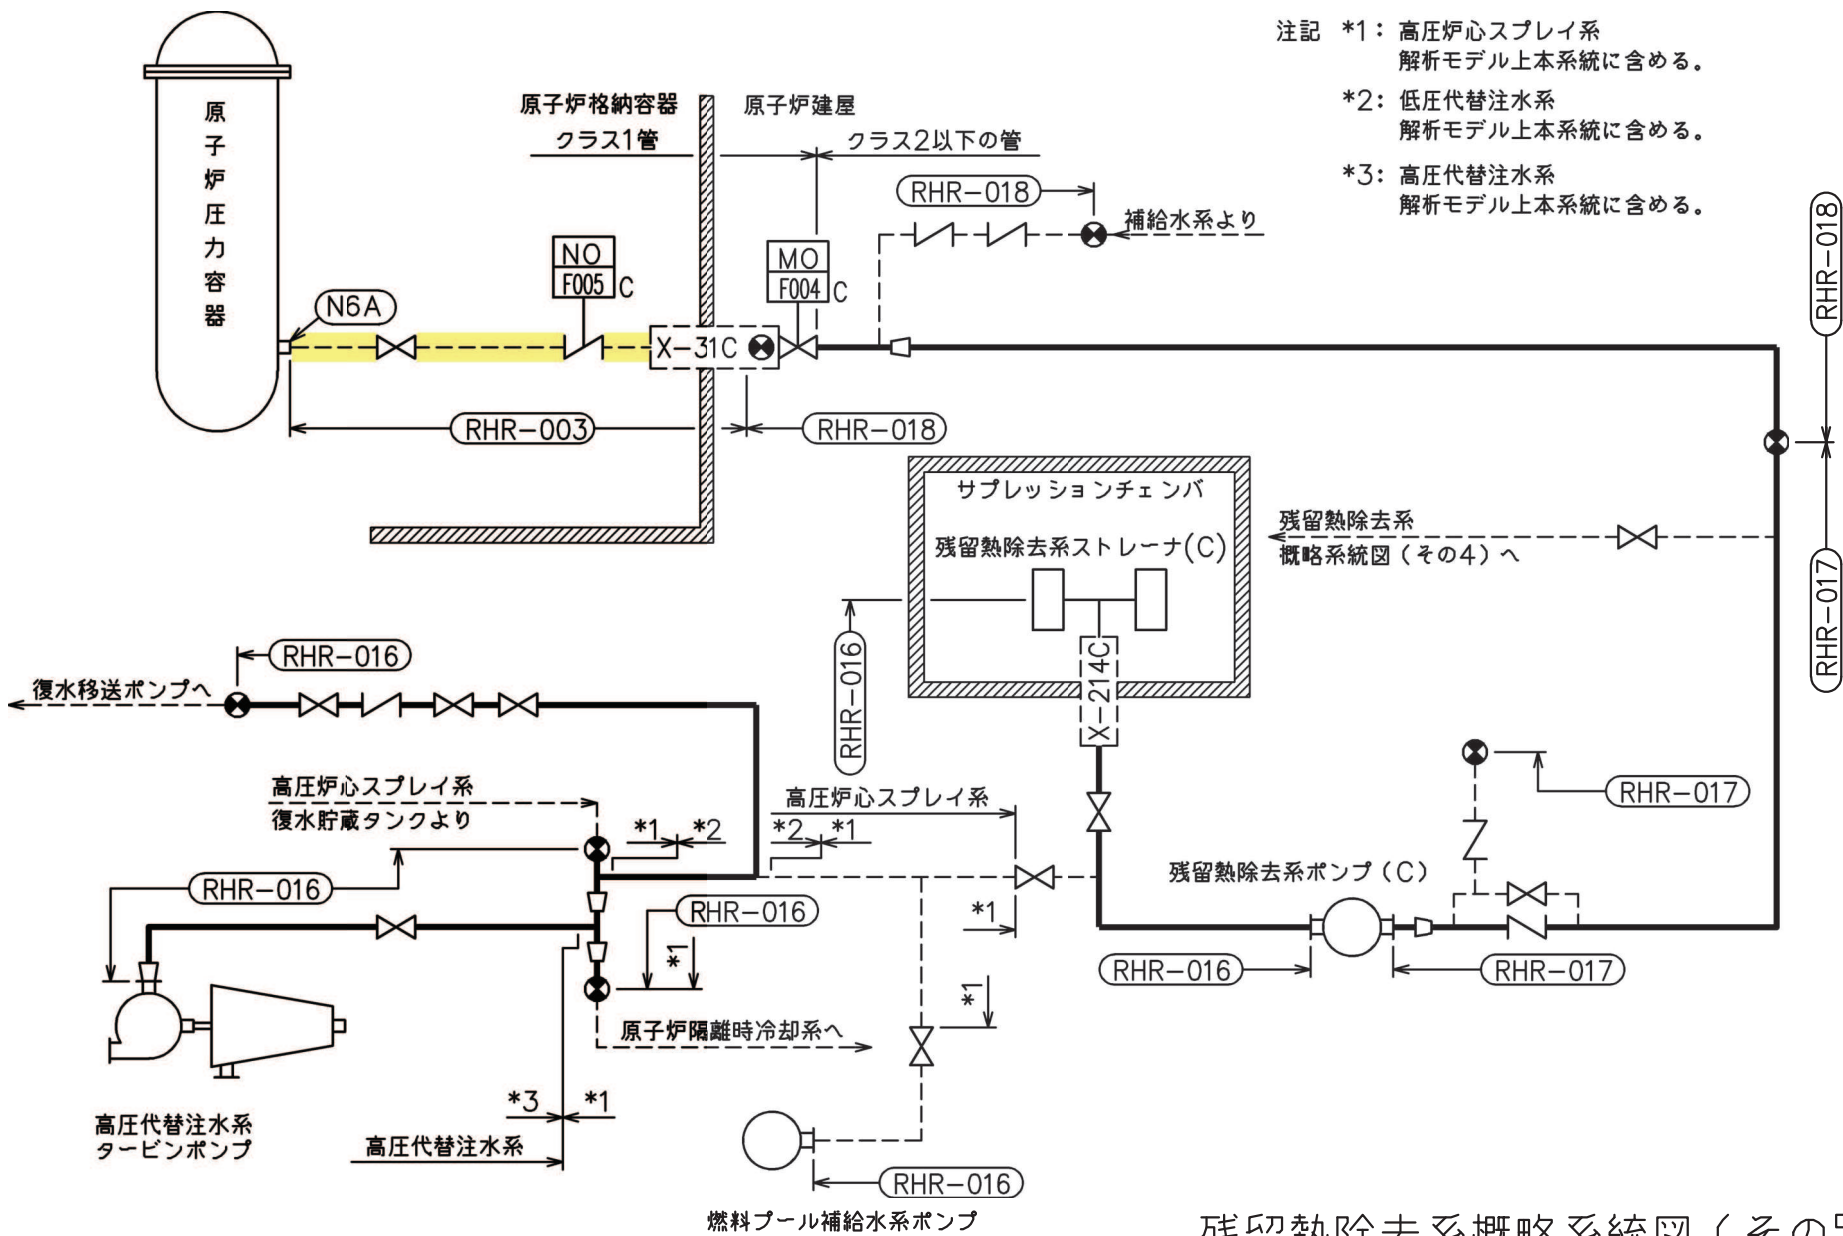 注記 *1: 高圧炉心スプレイ系
解析モデル上本系統に含める。
*2: 低圧代替注水系
解析モデル上本系統に含める。
*3: 高圧代替注水系
解析モデル上本系統に含める。
原子炉圧力容器
原子炉格納容器
原子炉建屋
クラス1管
クラス2以下の管
RHR-018
補給水系より
NO
F005 C
MO
F004 C
N6A
X-31C
RHR-003
RHR-018
RHR-018
RHR-017
サプレッションチェンバ
残留熱除去系ストレーナ(C)
残留熱除去系
概略系統図(その4)へ
RHR-016
X-214C
RHR-016
復水移送ポンプへ
高圧炉心スプレイ系
復水貯蔵タンクより
*1 *2
*2 *1
高圧炉心スプレイ系
RHR-017
残留熱除去系ポンプ(C)
RHR-016
RHR-016
*1
*1
*1
RHR-016
RHR-017
原子炉隔離時冷却系へ
高圧代替注水系
タービンポンプ
*3 *1
高圧代替注水系
RHR-016
燃料プール補給水系ポンプ
残留熱除去系概略系統図(その